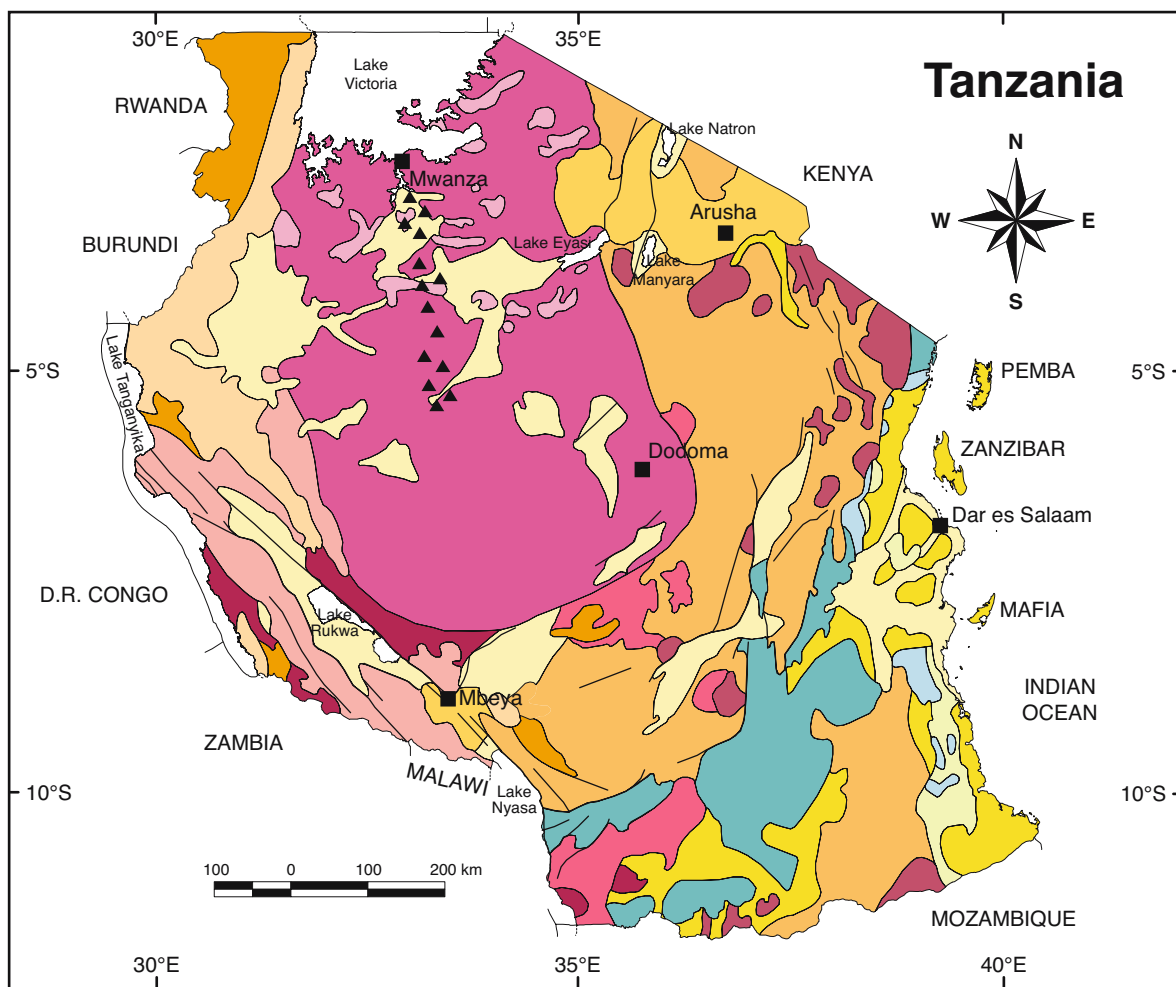 30°E
35°E
Lake
Victoria
Tanzania
RWANDA
Lake Natron
N
KENYA
Mwanza
Arusha
W
E
BURUNDI
Lake Eyasi
Lake
Manyara
S
Lake Tanganyika
5°S
PEMBA
5°S
ZANZIBAR
Dodoma
Dar es Salaam
D.R. CONGO
MAFIA
Lake
Rukwa
INDIAN
OCEAN
Mbeya
ZAMBIA
MALAWI
Lake
Nyasa
10°S
10°S
100 0 100 200 km
MOZAMBIQUE
30°E
35°E
40°E